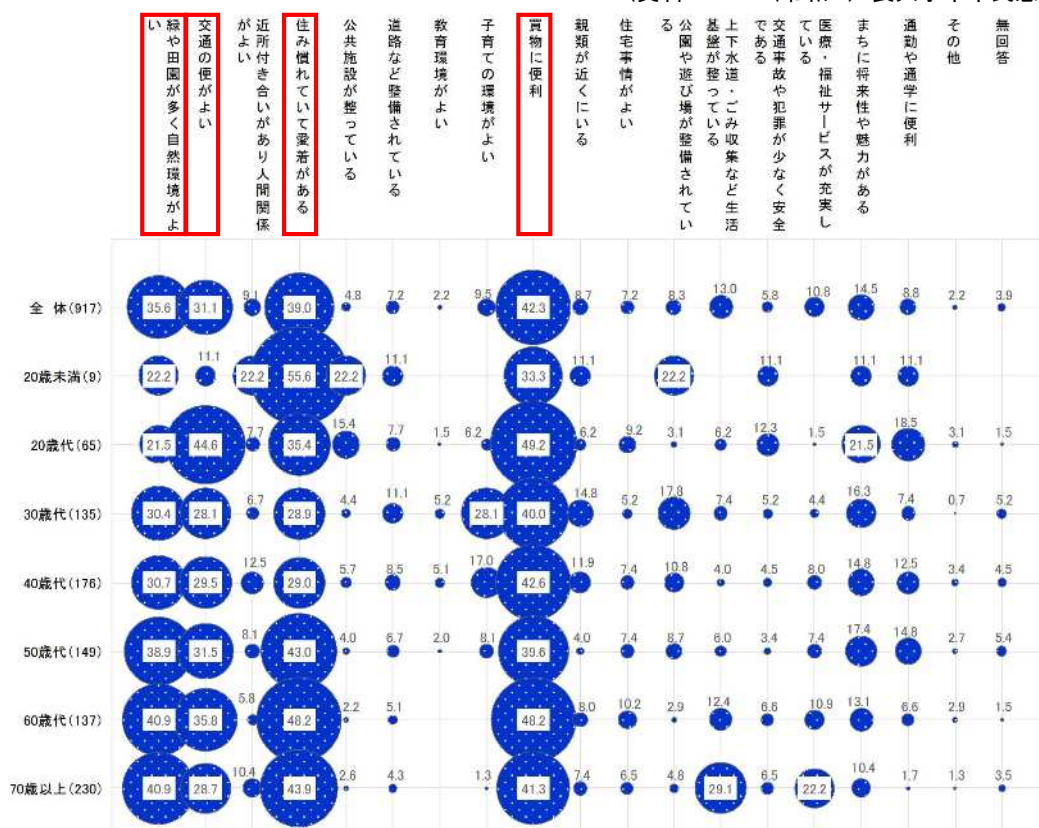 緑や田園が多く自然環境がよ
い
交通の便がよい
近所付き合いがあり人間関係
がよい
住み慣れていて愛着がある
公共施設が整っている
道路など整備されている
教育環境がよい
子育ての環境がよい
買物に便利
親類が近くにいる
住宅事情がよい
公園や遊び場が整備されてい
る
上下水道・ごみ収集など生活
基盤が整っている
交通事故や犯罪が少なく安全
である
医療・福祉サービスが充実し
ている
まちに将来性や魅力がある
通勤や通学に便利
その他
無回答
全 体(917) 35.6 31.1 9.1 39.0 4.8 7.2 2.2 9.5 42.3 8.7 7.2 8.3 13.0 5.8 10.8 14.5 8.8 2.2 3.9
20歳未満(9) 22.2 11.1 22.2 55.6 22.2 11.1 33.3 11.1 22.2 11.1 11.1 11.1
20歳代(65) 21.5 44.6 7.7 35.4 15.4 7.7 1.5 6.2 49.2 6.2 9.2 3.1 6.2 12.3 1.5 21.5 18.5 3.1 1.5
30歳代(135) 30.4 28.1 6.7 28.9 4.4 11.1 5.2 28.1 40.0 14.8 5.2 17.8 7.4 5.2 4.4 16.3 7.4 0.7 5.2
40歳代(176) 30.7 29.5 12.5 29.0 5.7 8.5 5.1 17.0 42.6 11.9 7.4 10.8 4.0 4.5 8.0 14.8 12.5 3.4 4.5
50歳代(149) 38.9 31.5 8.1 43.0 4.0 6.7 2.0 8.1 39.6 4.0 7.4 8.7 6.0 3.4 7.4 17.4 14.8 2.7 5.4
60歳代(137) 40.9 35.8 5.8 48.2 2.2 5.1 48.2 8.0 10.2 2.9 12.4 6.6 10.9 13.1 6.6 2.9 1.5
70歳以上(230) 40.9 28.7 10.4 43.9 2.6 4.3 1.3 41.3 7.4 6.5 4.8 29.1 6.5 22.2 10.4 1.7 1.3 3.5